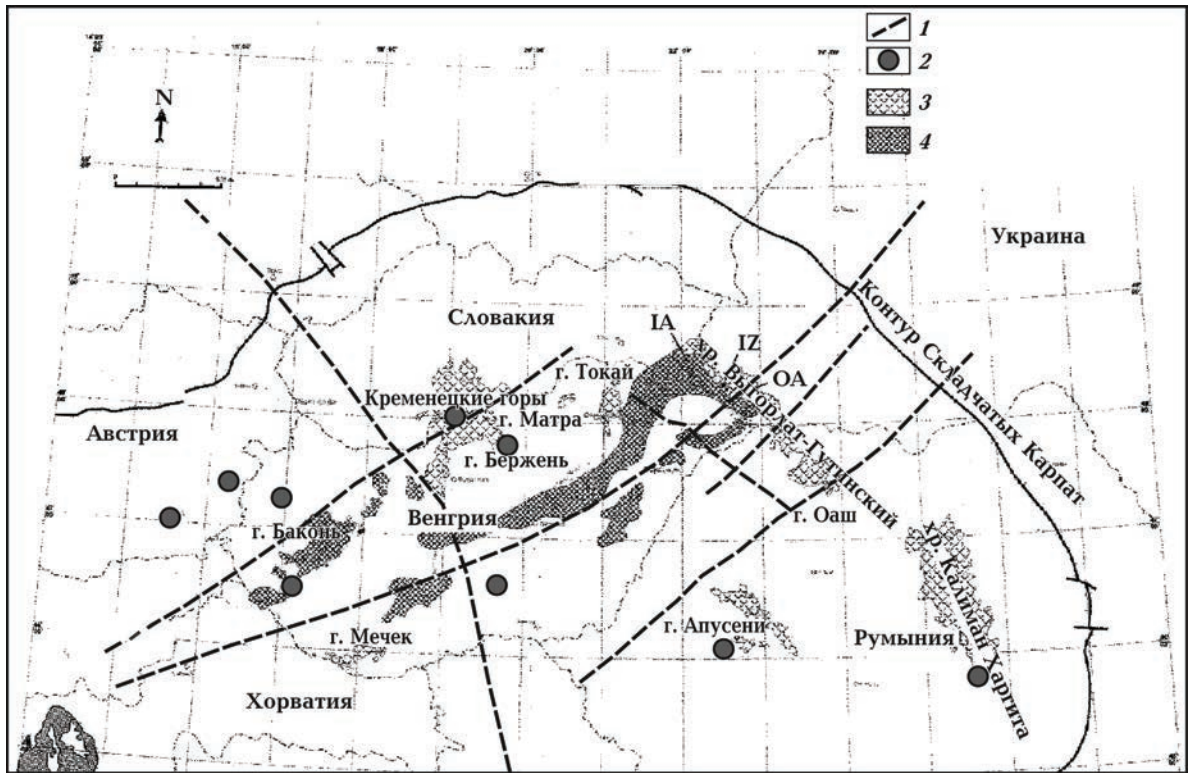 1
2
3
4
N
Украина
Контур Складчатых Карпат
Словакия
IA
IZ
OA
хр. Выгорлат-Гутинский
г. Токай
Кременецкие горы
г. Матра
Австрия
г. Бержень
Венгрия
г. Баконь
г. Оаш
хр. Калиман Харгита
г. Мечек
г. Апусени
Румыния
Хорватия